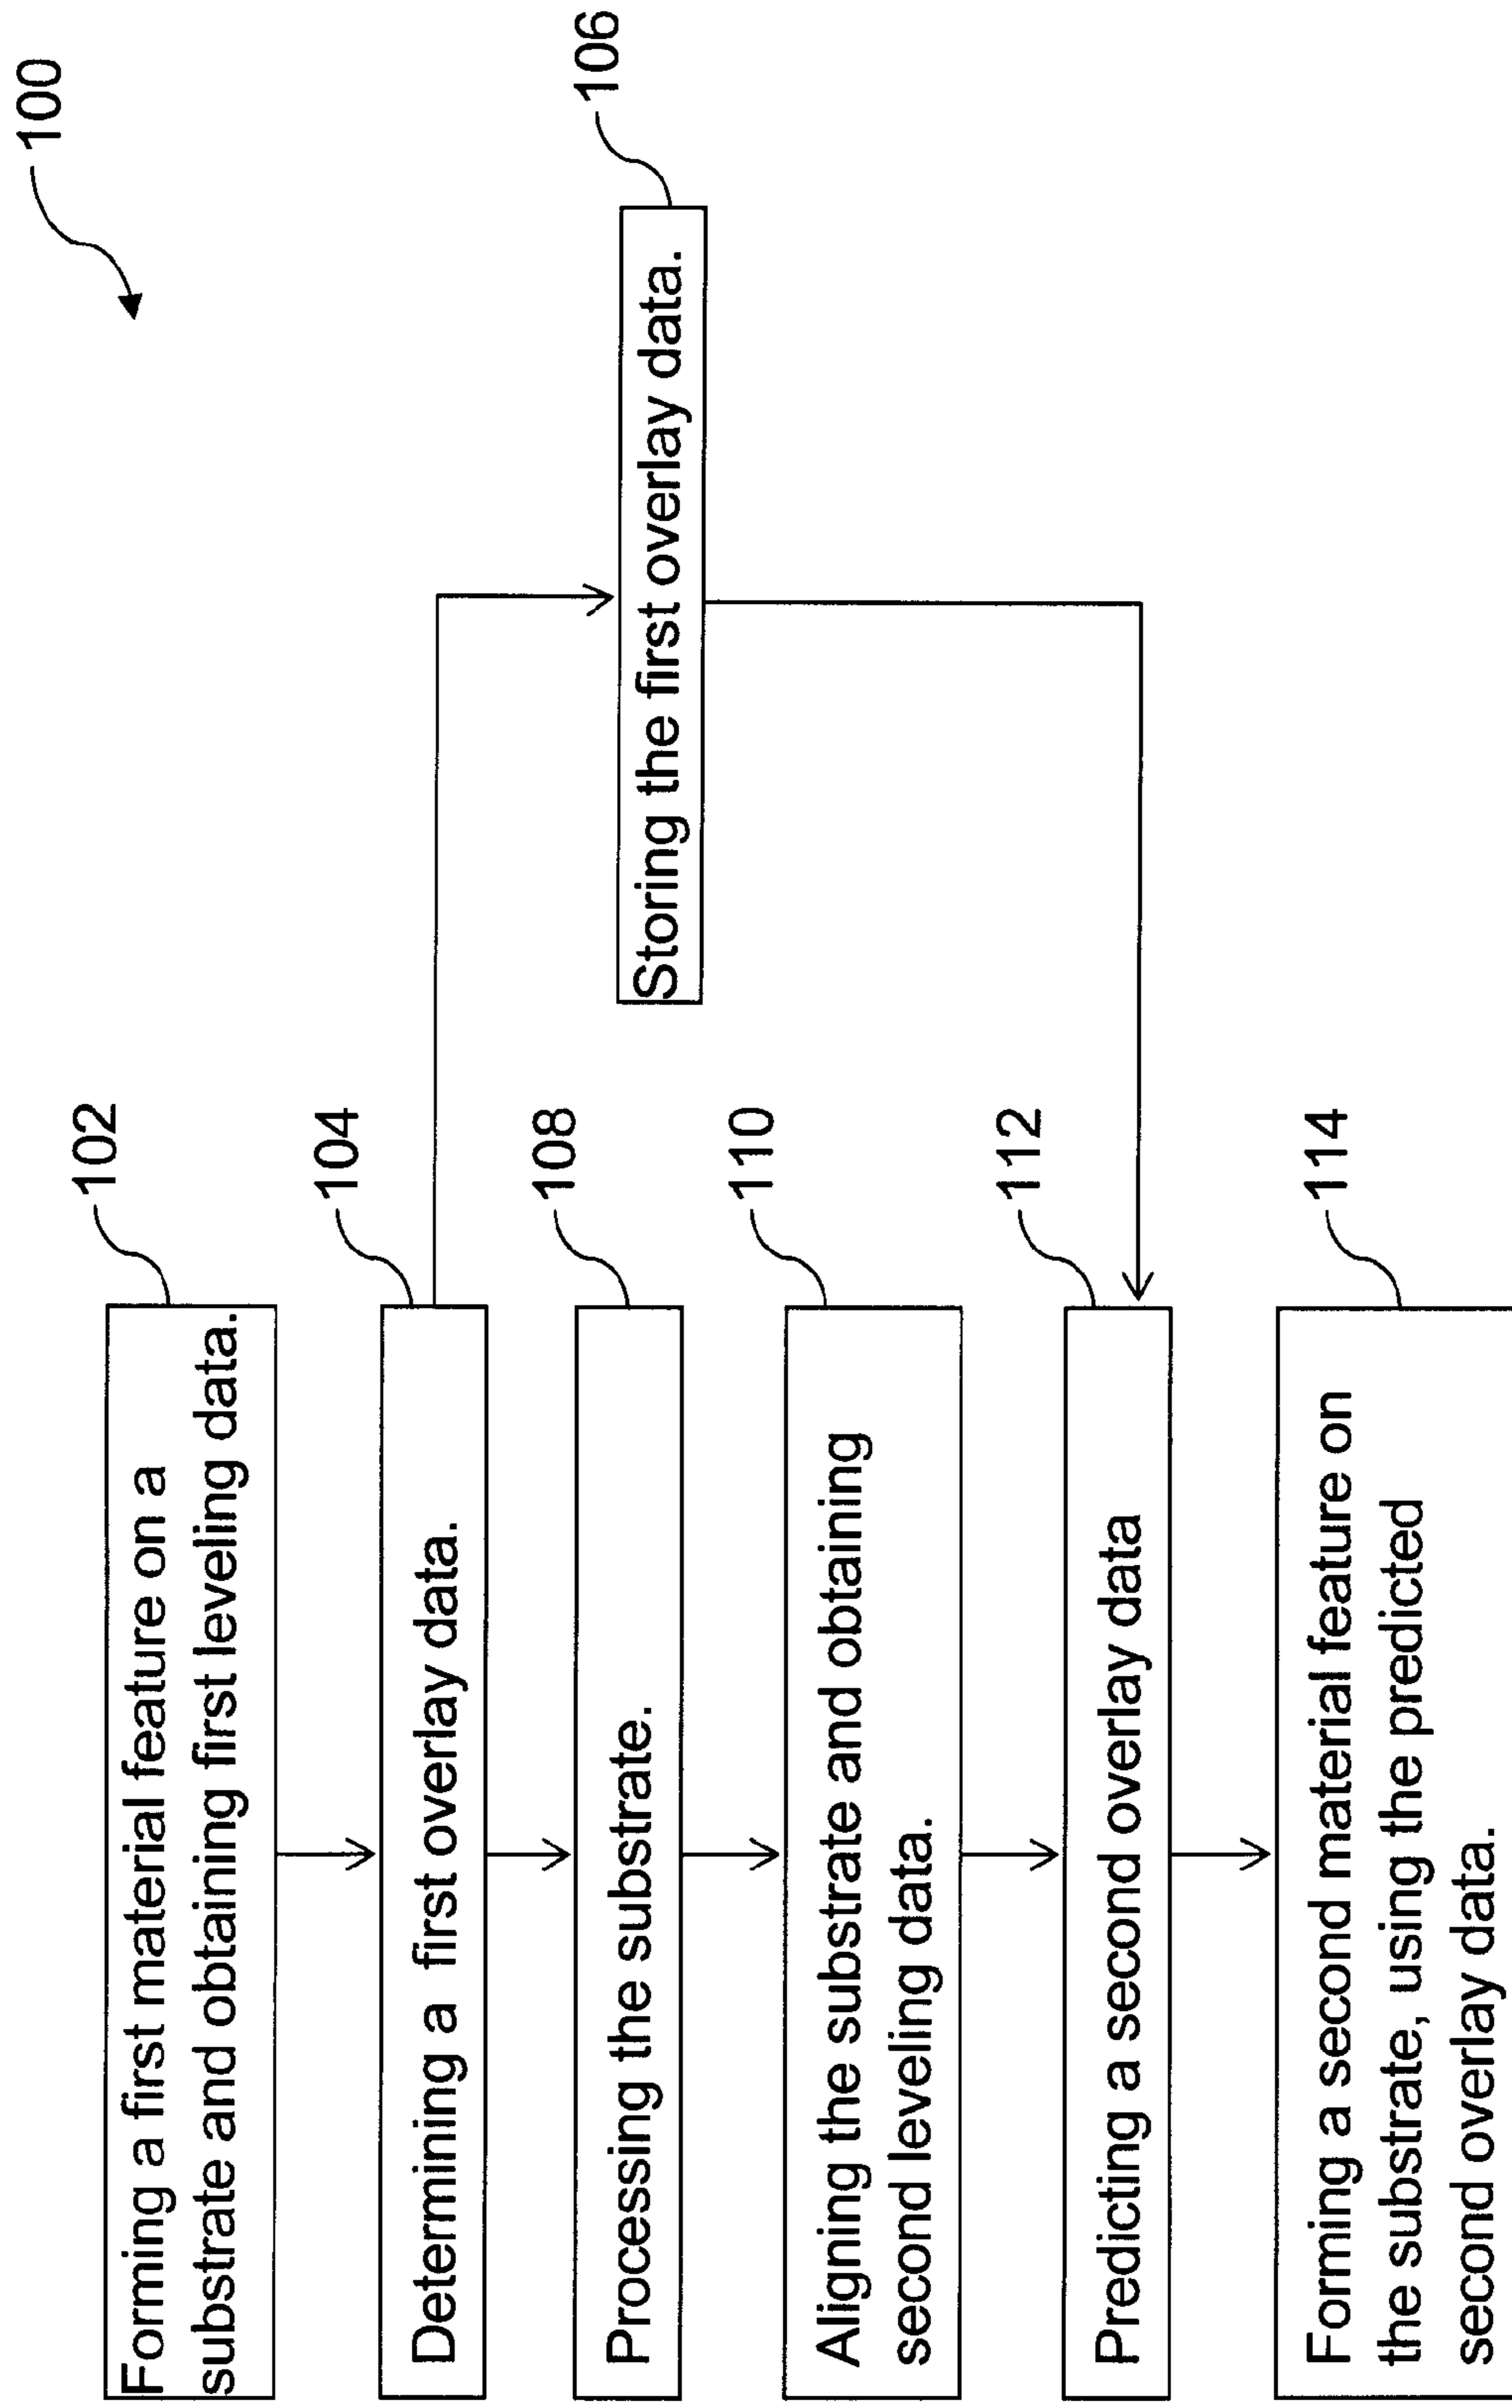 100
102
Forming a first material feature on a
substrate and obtaining first leveling data.
104
Determining a first overlay data.
106
Storing the first overlay data.
108
Processing the substrate.
110
Aligning the substrate and obtaining
second leveling data.
112
Predicting a second overlay data
114
Forming a second material feature on
the substrate, using the predicted
second overlay data.